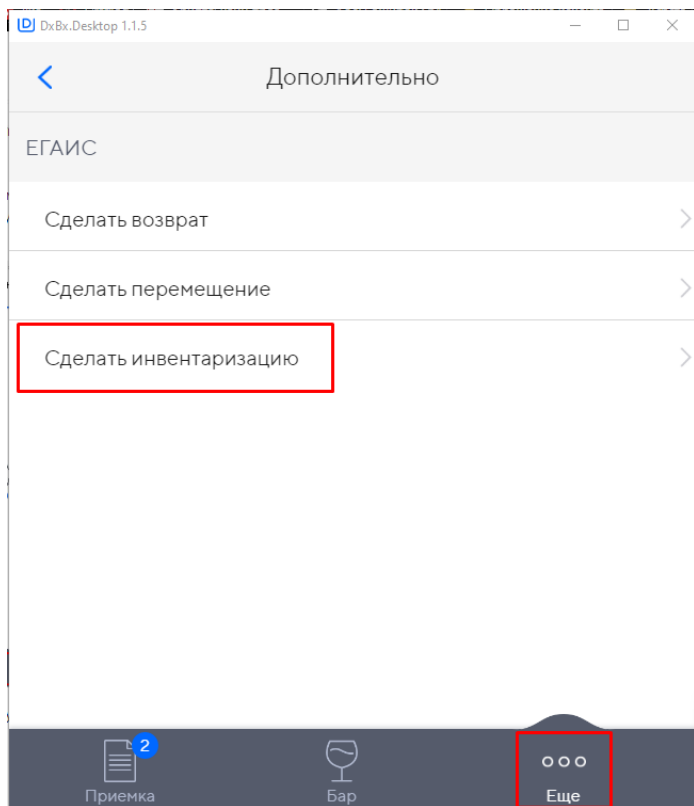 DxBx.Desktop 1.1.5
Дополнительно
ЕГАИС
Сделать возврат
Сделать перемещение
Сделать инвентаризацию
2
Приемка
Бар
Еще